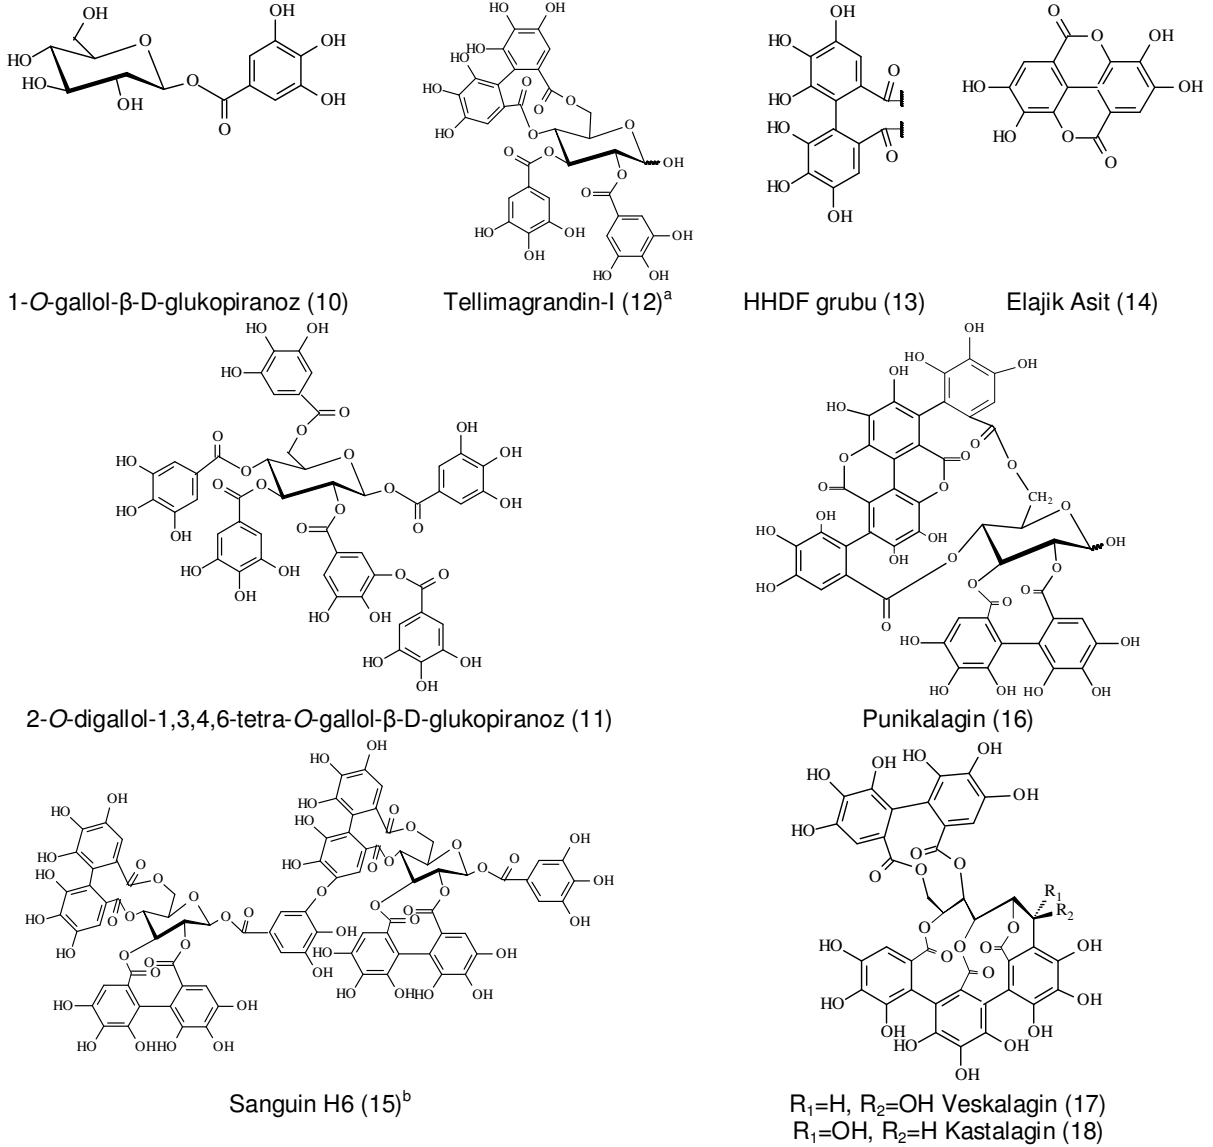 1-O-gallol-β-D-glukopiranoz (10)
Tellimagrandin-I (12)a
HHDF grubu (13)
Elajik Asit (14)
2-O-digallol-1,3,4,6-tetra-O-gallol-β-D-glukopiranoz (11)
Punikalagin (16)
Sanguin H6 (15)b
R1=H, R2=OH Veskalagin (17)
R1=OH, R2=H Kastalagin (18)